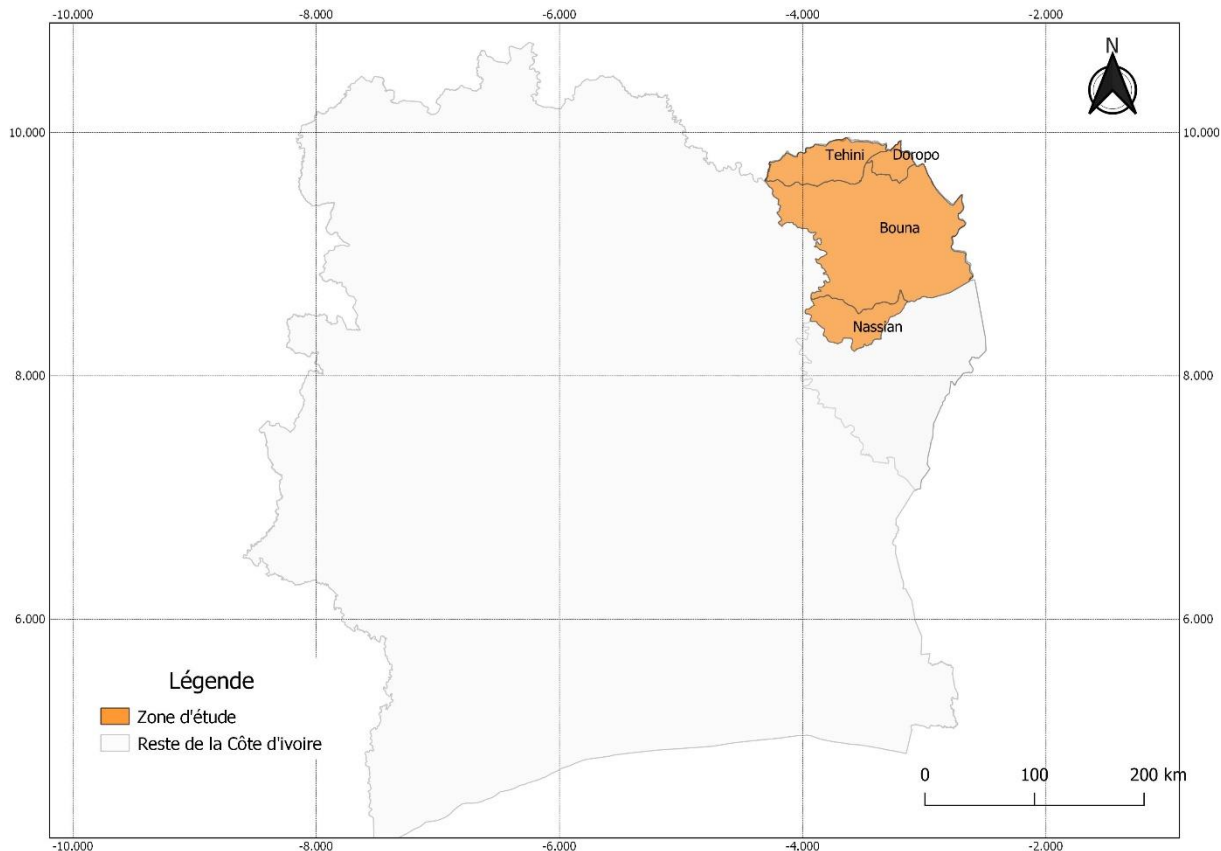 -10.000 -8.000 -6.000 -4.000 -2.000
N
10.000 10.000
Tehini Doropo
Bouna
Nassian
8.000 8.000
6.000 6.000
Légende
Zone d'étude
Reste de la Côte d'ivoire
0 100 200 km
-10.000 -8.000 -6.000 -4.000 -2.000